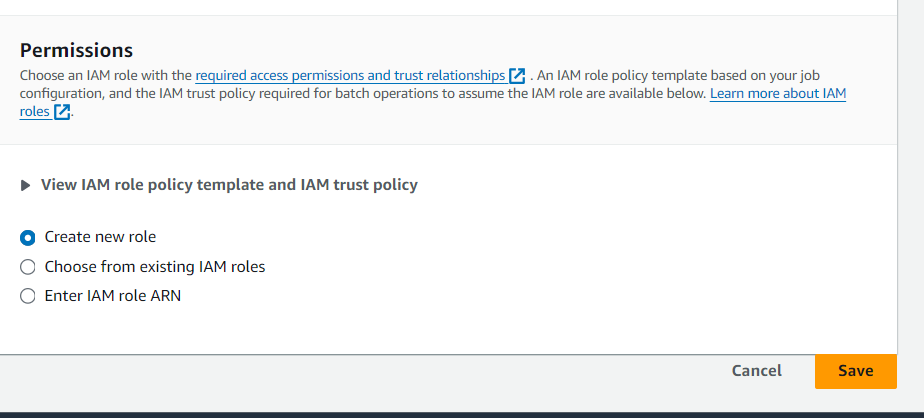 Permissions
Choose an IAM role with the required access permissions and trust relationships . An IAM role policy template based on your job
configuration, and the IAM trust policy required for batch operations to assume the IAM role are available below. Learn more about IAM
roles .
View IAM role policy template and IAM trust policy
Create new role
Choose from existing IAM roles
Enter IAM role ARN
Cancel Save